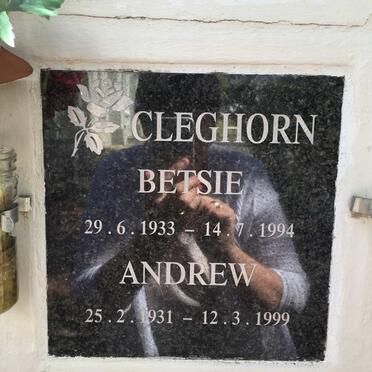 CLEGHORN
BETSIE
29.6.1933 – 14.7.1994
ANDREW
25.2.1931 – 12.3.1999